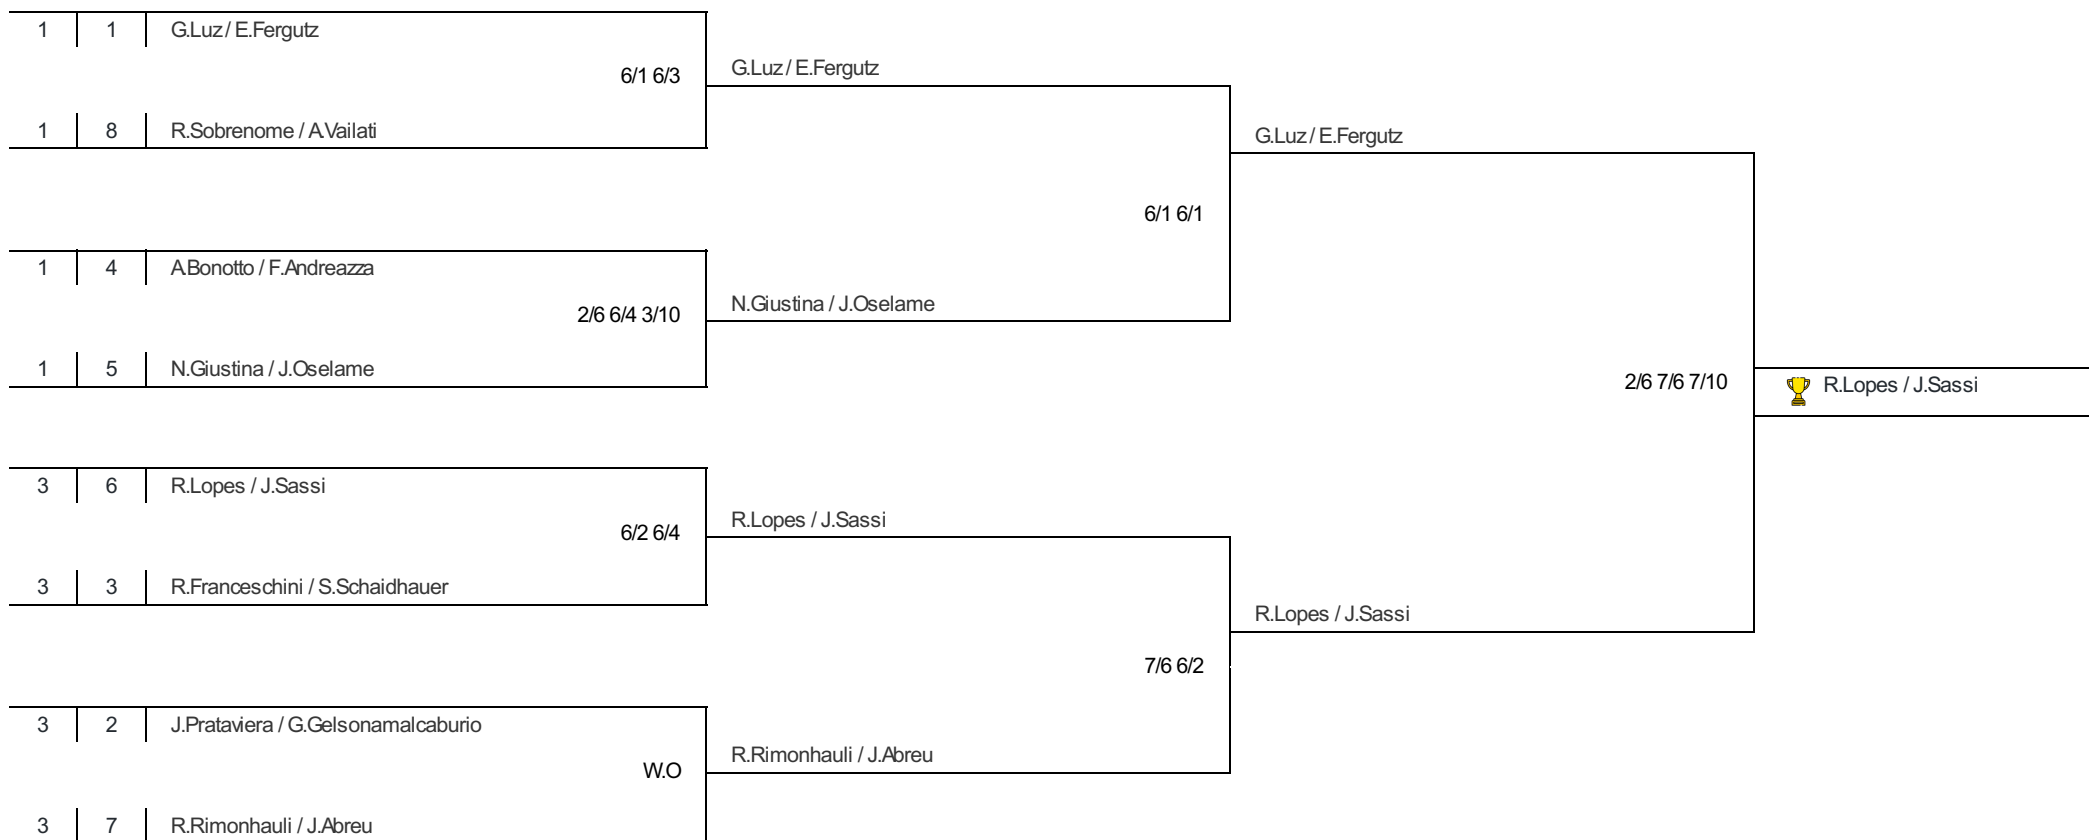 1 1 G.Luz / E.Fergutz
6/1 6/3
G.Luz / E.Fergutz
1 8 R.Sobrenome / A.Vailati
G.Luz / E.Fergutz
6/1 6/1
1 4 A.Bonotto / F.Andreazza
2/6 6/4 3/10
N.Giustina / J.Oselame
1 5 N.Giustina / J.Oselame
2/6 7/6 7/10
R.Lopes / J.Sassi
3 6 R.Lopes / J.Sassi
6/2 6/4
R.Lopes / J.Sassi
3 3 R.Franceschini / S.Schaidhauer
R.Lopes / J.Sassi
7/6 6/2
3 2 J.Prataviera / G.Gelsonamalcaburio
W.O
R.Rimonhauli / J.Abreu
3 7 R.Rimonhauli / J.Abreu